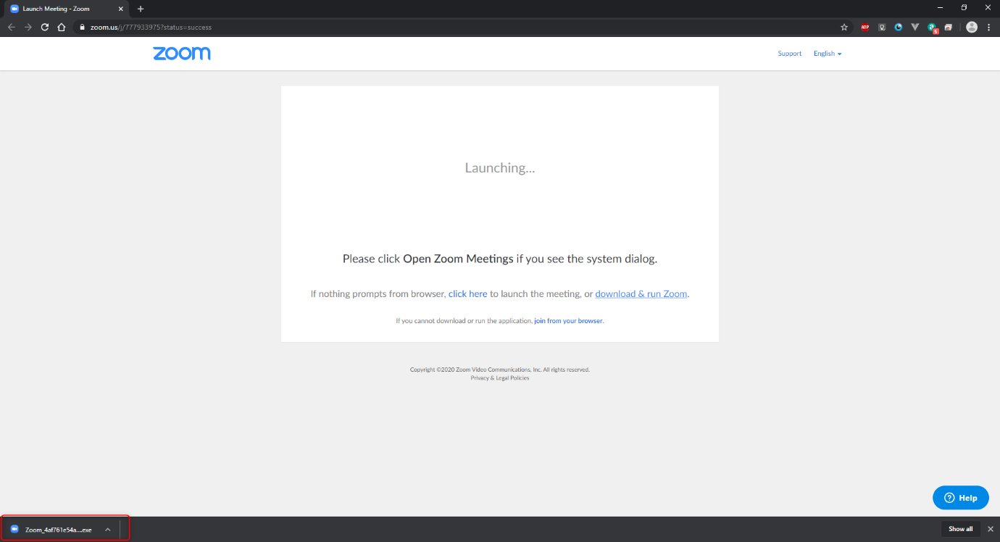 Launch Meeting - Zoom
zoom.us/j/777933975?status=success
ABP
5
zoom
Support
English
Launching...
Please click Open Zoom Meetings if you see the system dialog.
If nothing prompts from browser, click here to launch the meeting, or download & run Zoom.
If you cannot download or run the application, join from your browser.
Copyright ©2020 Zoom Video Communications, Inc. All rights reserved.
Privacy & Legal Policies
Help
Zoom_4af761e54a....exe
Show all